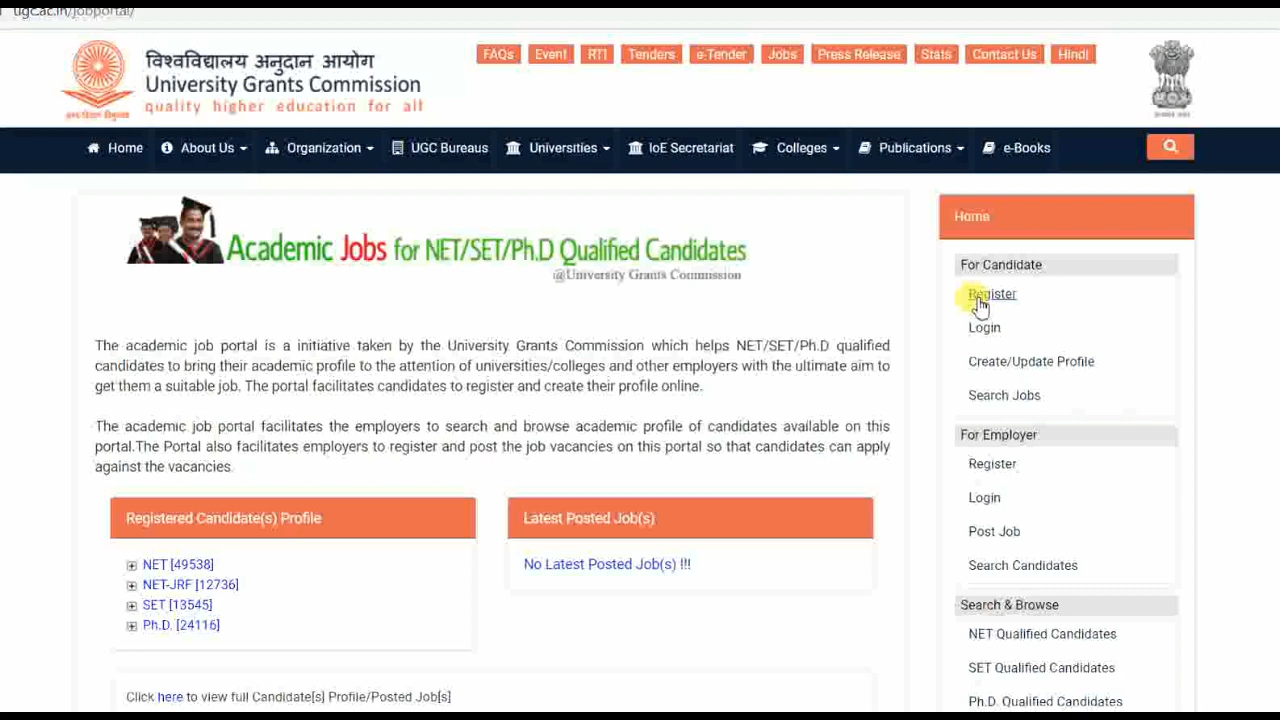 ugc.ac.in/jobportal/
विश्वविद्यालय अनुदान आयोग
University Grants Commission
quality higher education for all
FAQs Event RTI Tenders e-Tender Jobs Press Release Stats Contact Us Hindi
Home About Us Organization UGC Bureaus Universities IoE Secretariat Colleges Publications e-Books
Academic Jobs for NET/SET/Ph.D Qualified Candidates
@University Grants Commission
The academic job portal is a initiative taken by the University Grants Commission which helps NET/SET/Ph.D qualified
candidates to bring their academic profile to the attention of universities/colleges and other employers with the ultimate aim to
get them a suitable job. The portal facilitates candidates to register and create their profile online.
The academic job portal facilitates the employers to search and browse academic profile of candidates available on this
portal.The Portal also facilitates employers to register and post the job vacancies on this portal so that candidates can apply
against the vacancies.
Registered Candidate(s) Profile
NET [49538]
NET-JRF [12736]
SET [13545]
Ph.D. [24116]
Latest Posted Job(s)
No Latest Posted Job(s) !!!
Click here to view full Candidate[s] Profile/Posted Job[s]
Home
For Candidate
Register
Login
Create/Update Profile
Search Jobs
For Employer
Register
Login
Post Job
Search Candidates
Search & Browse
NET Qualified Candidates
SET Qualified Candidates
Ph.D. Qualified Candidates